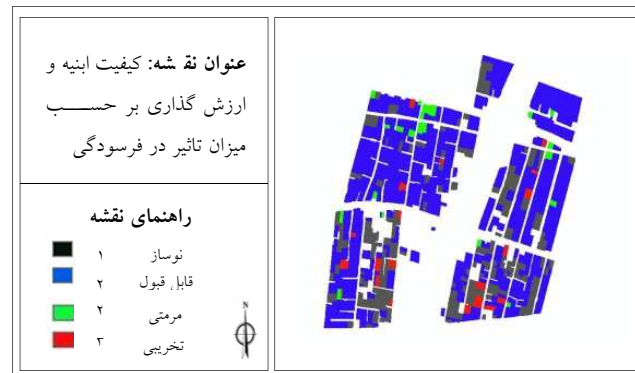 عنوان نقشه: کیفیت ابنیه و
ارزش گذاری بر حسب
میزان تاثیر در فرسودگی
راهنمای نقشه
نوساز ۱
قابل قبول ۲
مرمتی ۲
تخریبی ۳
N